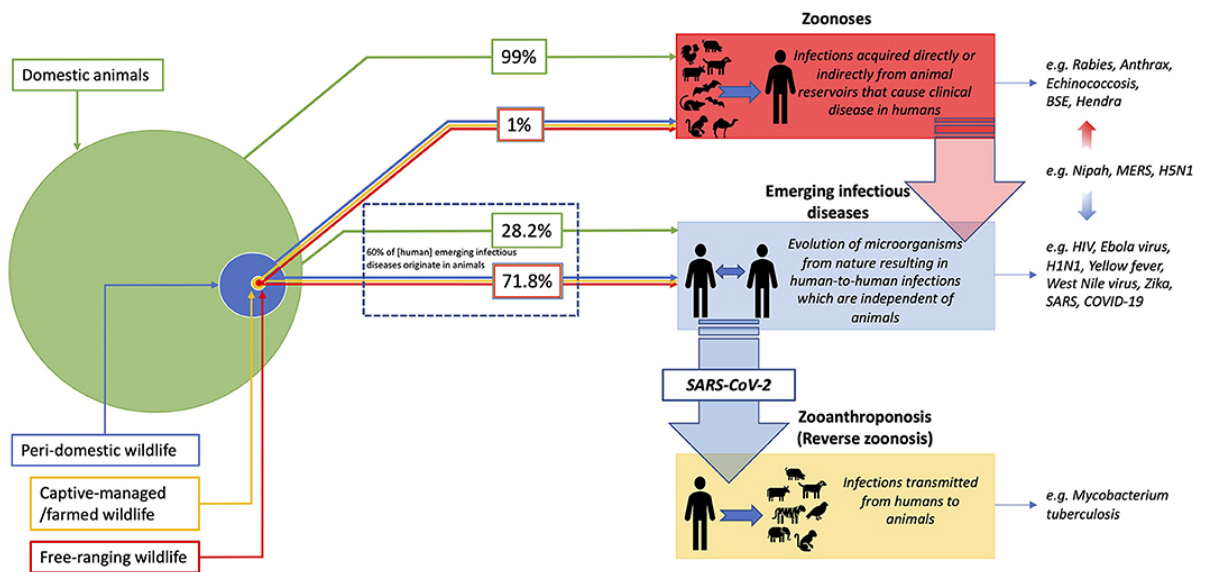 Zoonoses
Domestic animals
99%
Infections acquired directly or
indirectly from animal
reservoirs that cause clinical
disease in humans
e.g. Rabies, Anthrax,
Echinococcosis,
BSE, Hendra
1%
e.g. Nipah, MERS, H5N1
Emerging infectious
diseases
28.2%
60% of [human] emerging infectious
diseases originate in animals
71.8%
Evolution of microorganisms
from nature resulting in
human-to-human infections
which are independent of
animals
e.g. HIV, Ebola virus,
H1N1, Yellow fever,
West Nile virus, Zika,
SARS, COVID-19
SARS-CoV-2
Peri-domestic wildlife
Captive-managed
/farmed wildlife
Free-ranging wildlife
Zooanthroponosis
(Reverse zoonosis)
Infections transmitted
from humans to
animals
e.g. Mycobacterium
tuberculosis